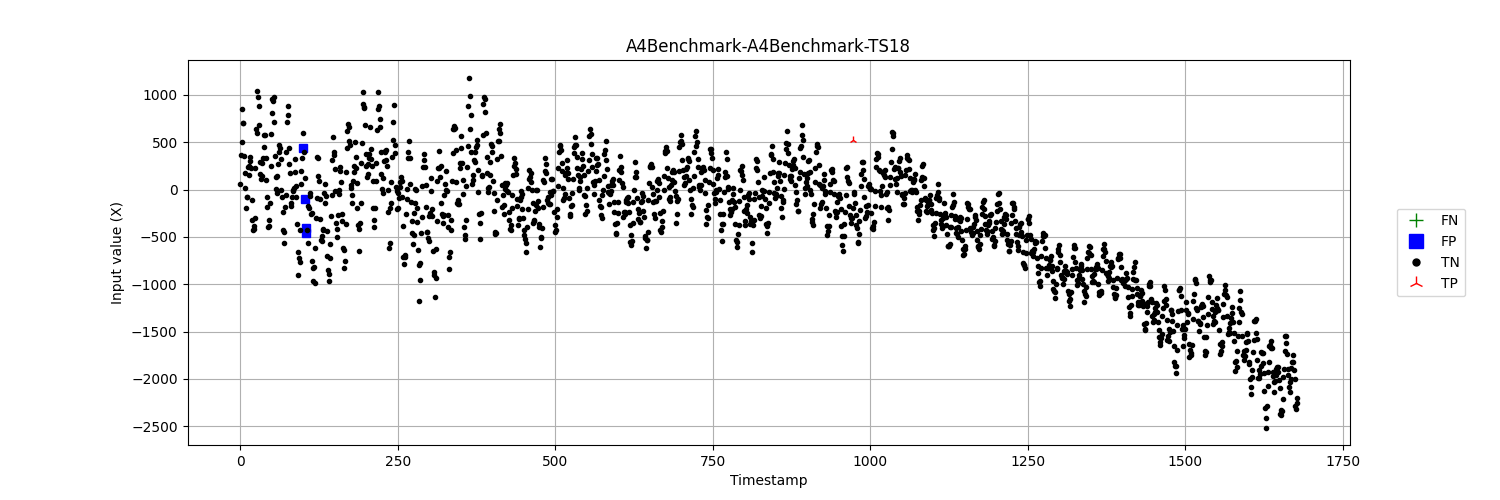 A4Benchmark-A4Benchmark-TS18
1000
500
0
−500
−1000
−1500
−2000
−2500
Input value (X)
0
250
500
750
1000
1250
1500
1750
Timestamp
FN
FP
TN
TP